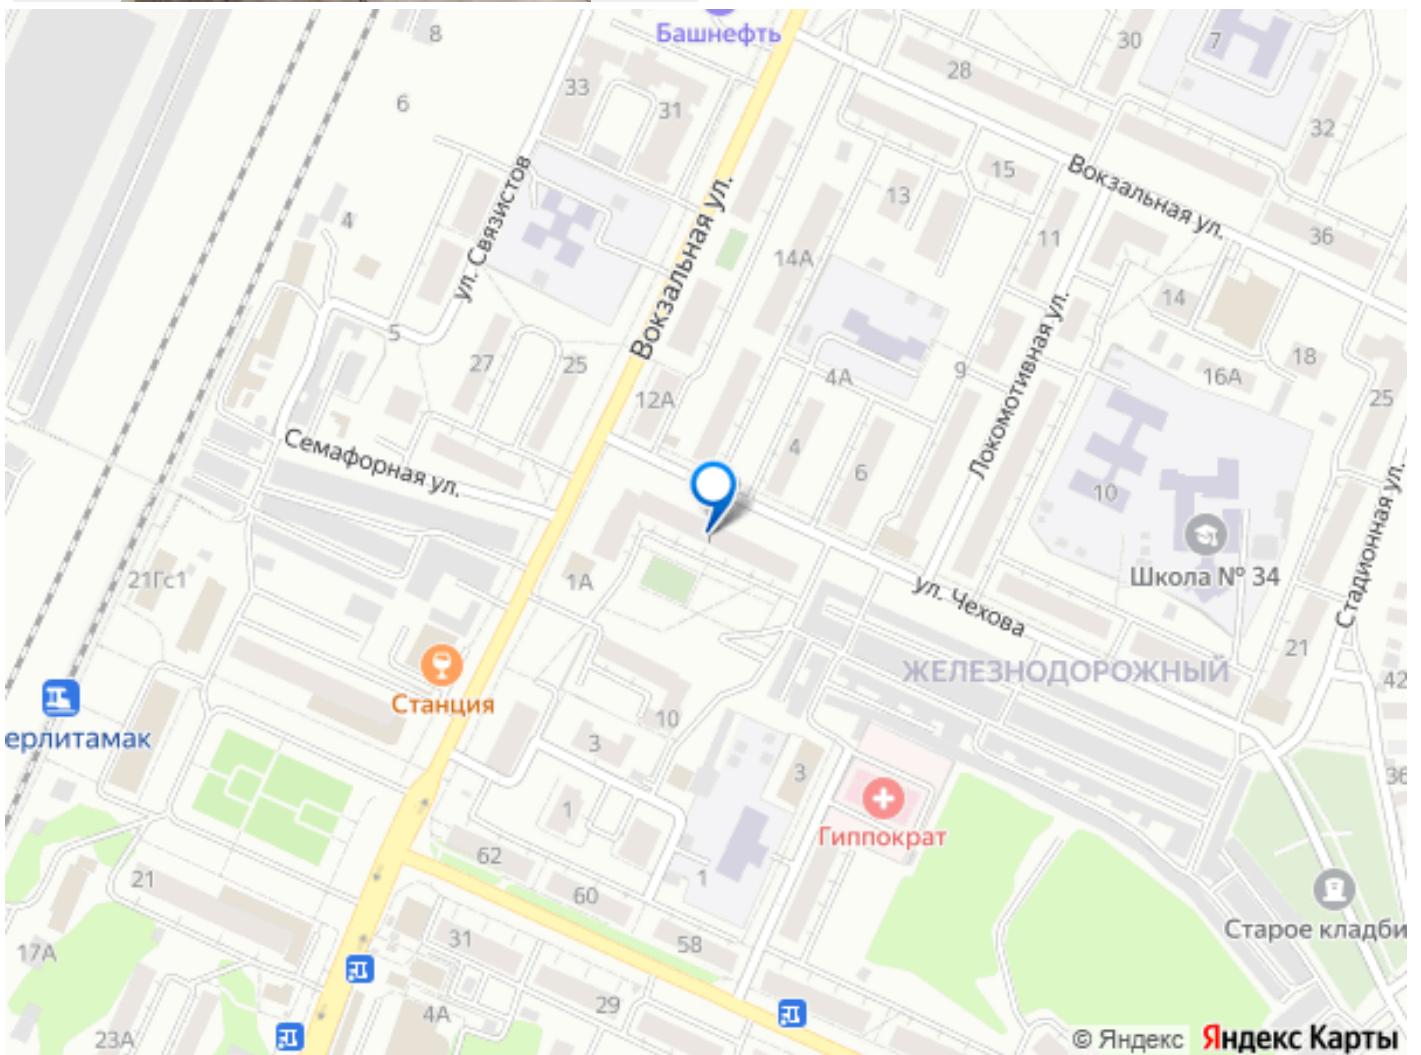 Башнефть
8
30
7
28
33
6
31
32
15
Вокзальная ул.
ул. Связистов
13
4
Вокзальная ул.
11
36
14А
14
5
Локомотивная ул.
27
25
4А
9
18
16А
12А
25
Семафорная ул.
4
6
10
Стадионная ул.
21Гс1
1А
Школа № 34
ул. Чехова
21
ЖЕЛЕЗНОДОРОЖНЫЙ
42
Станция
10
ерлитамак
3
3
36
1
Гиппократ
62
21
1
60
Старое кладби
31
58
17А
29
4А
23А
© Яндекс Яндекс Карты